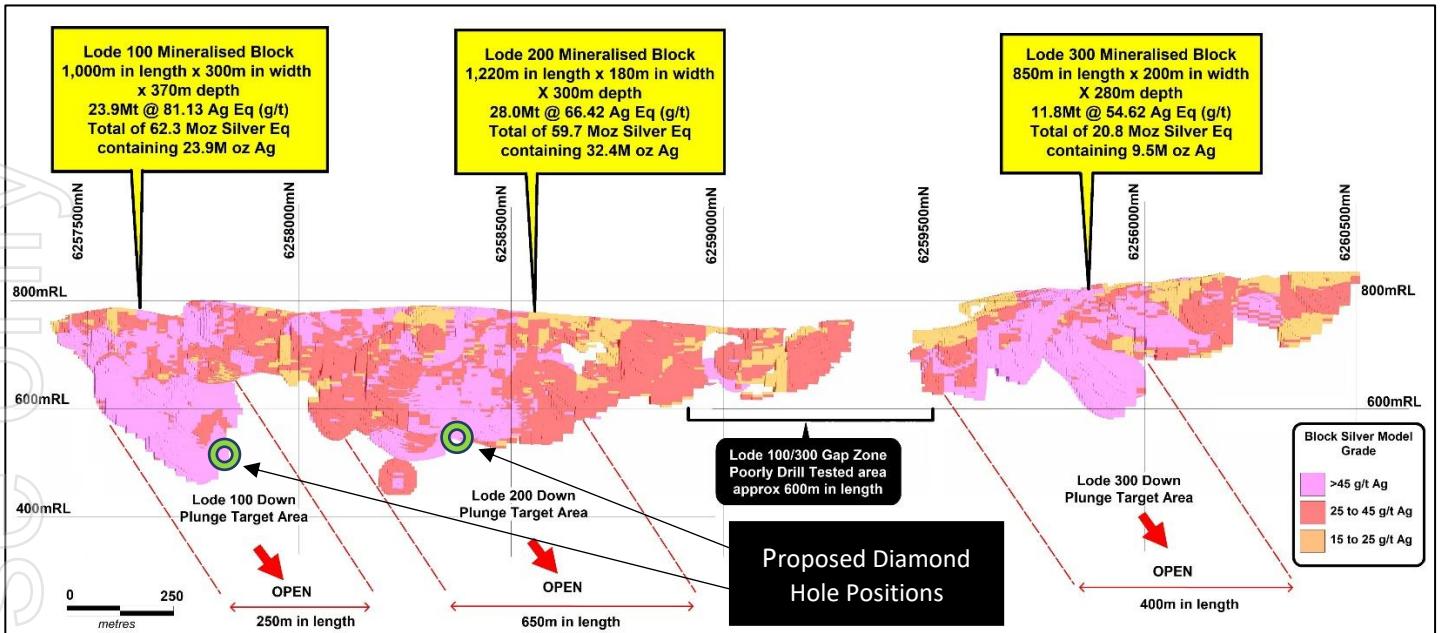 Lode 100 Mineralised Block
1,000m in length x 300m in width
x 370m depth
23.9Mt @ 81.13 Ag Eq (g/t)
Total of 62.3 Moz Silver Eq
containing 23.9M oz Ag
Lode 200 Mineralised Block
1,220m in length x 180m in width
X 300m depth
28.0Mt @ 66.42 Ag Eq (g/t)
Total of 59.7 Moz Silver Eq
containing 32.4M oz Ag
Lode 300 Mineralised Block
850m in length x 200m in width
X 280m depth
11.8Mt @ 54.62 Ag Eq (g/t)
Total of 20.8 Moz Silver Eq
containing 9.5M oz Ag
6257500mN
6258000mN
6258500mN
6259000mN
6259500mN
6256000mN
6260500mN
800mRL
800mRL
600mRL
600mRL
400mRL
Lode 100 Down
Plunge Target Area
OPEN
250m in length
Lode 200 Down
Plunge Target Area
OPEN
650m in length
Lode 100/300 Gap Zone
Poorly Drill Tested area
approx 600m in length
Proposed Diamond
Hole Positions
Lode 300 Down
Plunge Target Area
OPEN
400m in length
Block Silver Model
Grade
>45 g/t Ag
25 to 45 g/t Ag
15 to 25 g/t Ag
0 250
metres